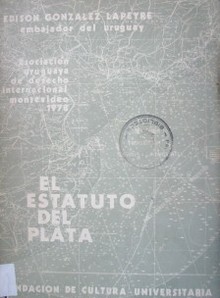 EDISON GONZALEZ LAPEYRE
embajador del uruguay
asociación
uruguaya
de derecho
internacional
montevideo
1978
EL
ESTATUTO
DEL
PLATA
FUNDACION DE CULTURA UNIVERSITARIA